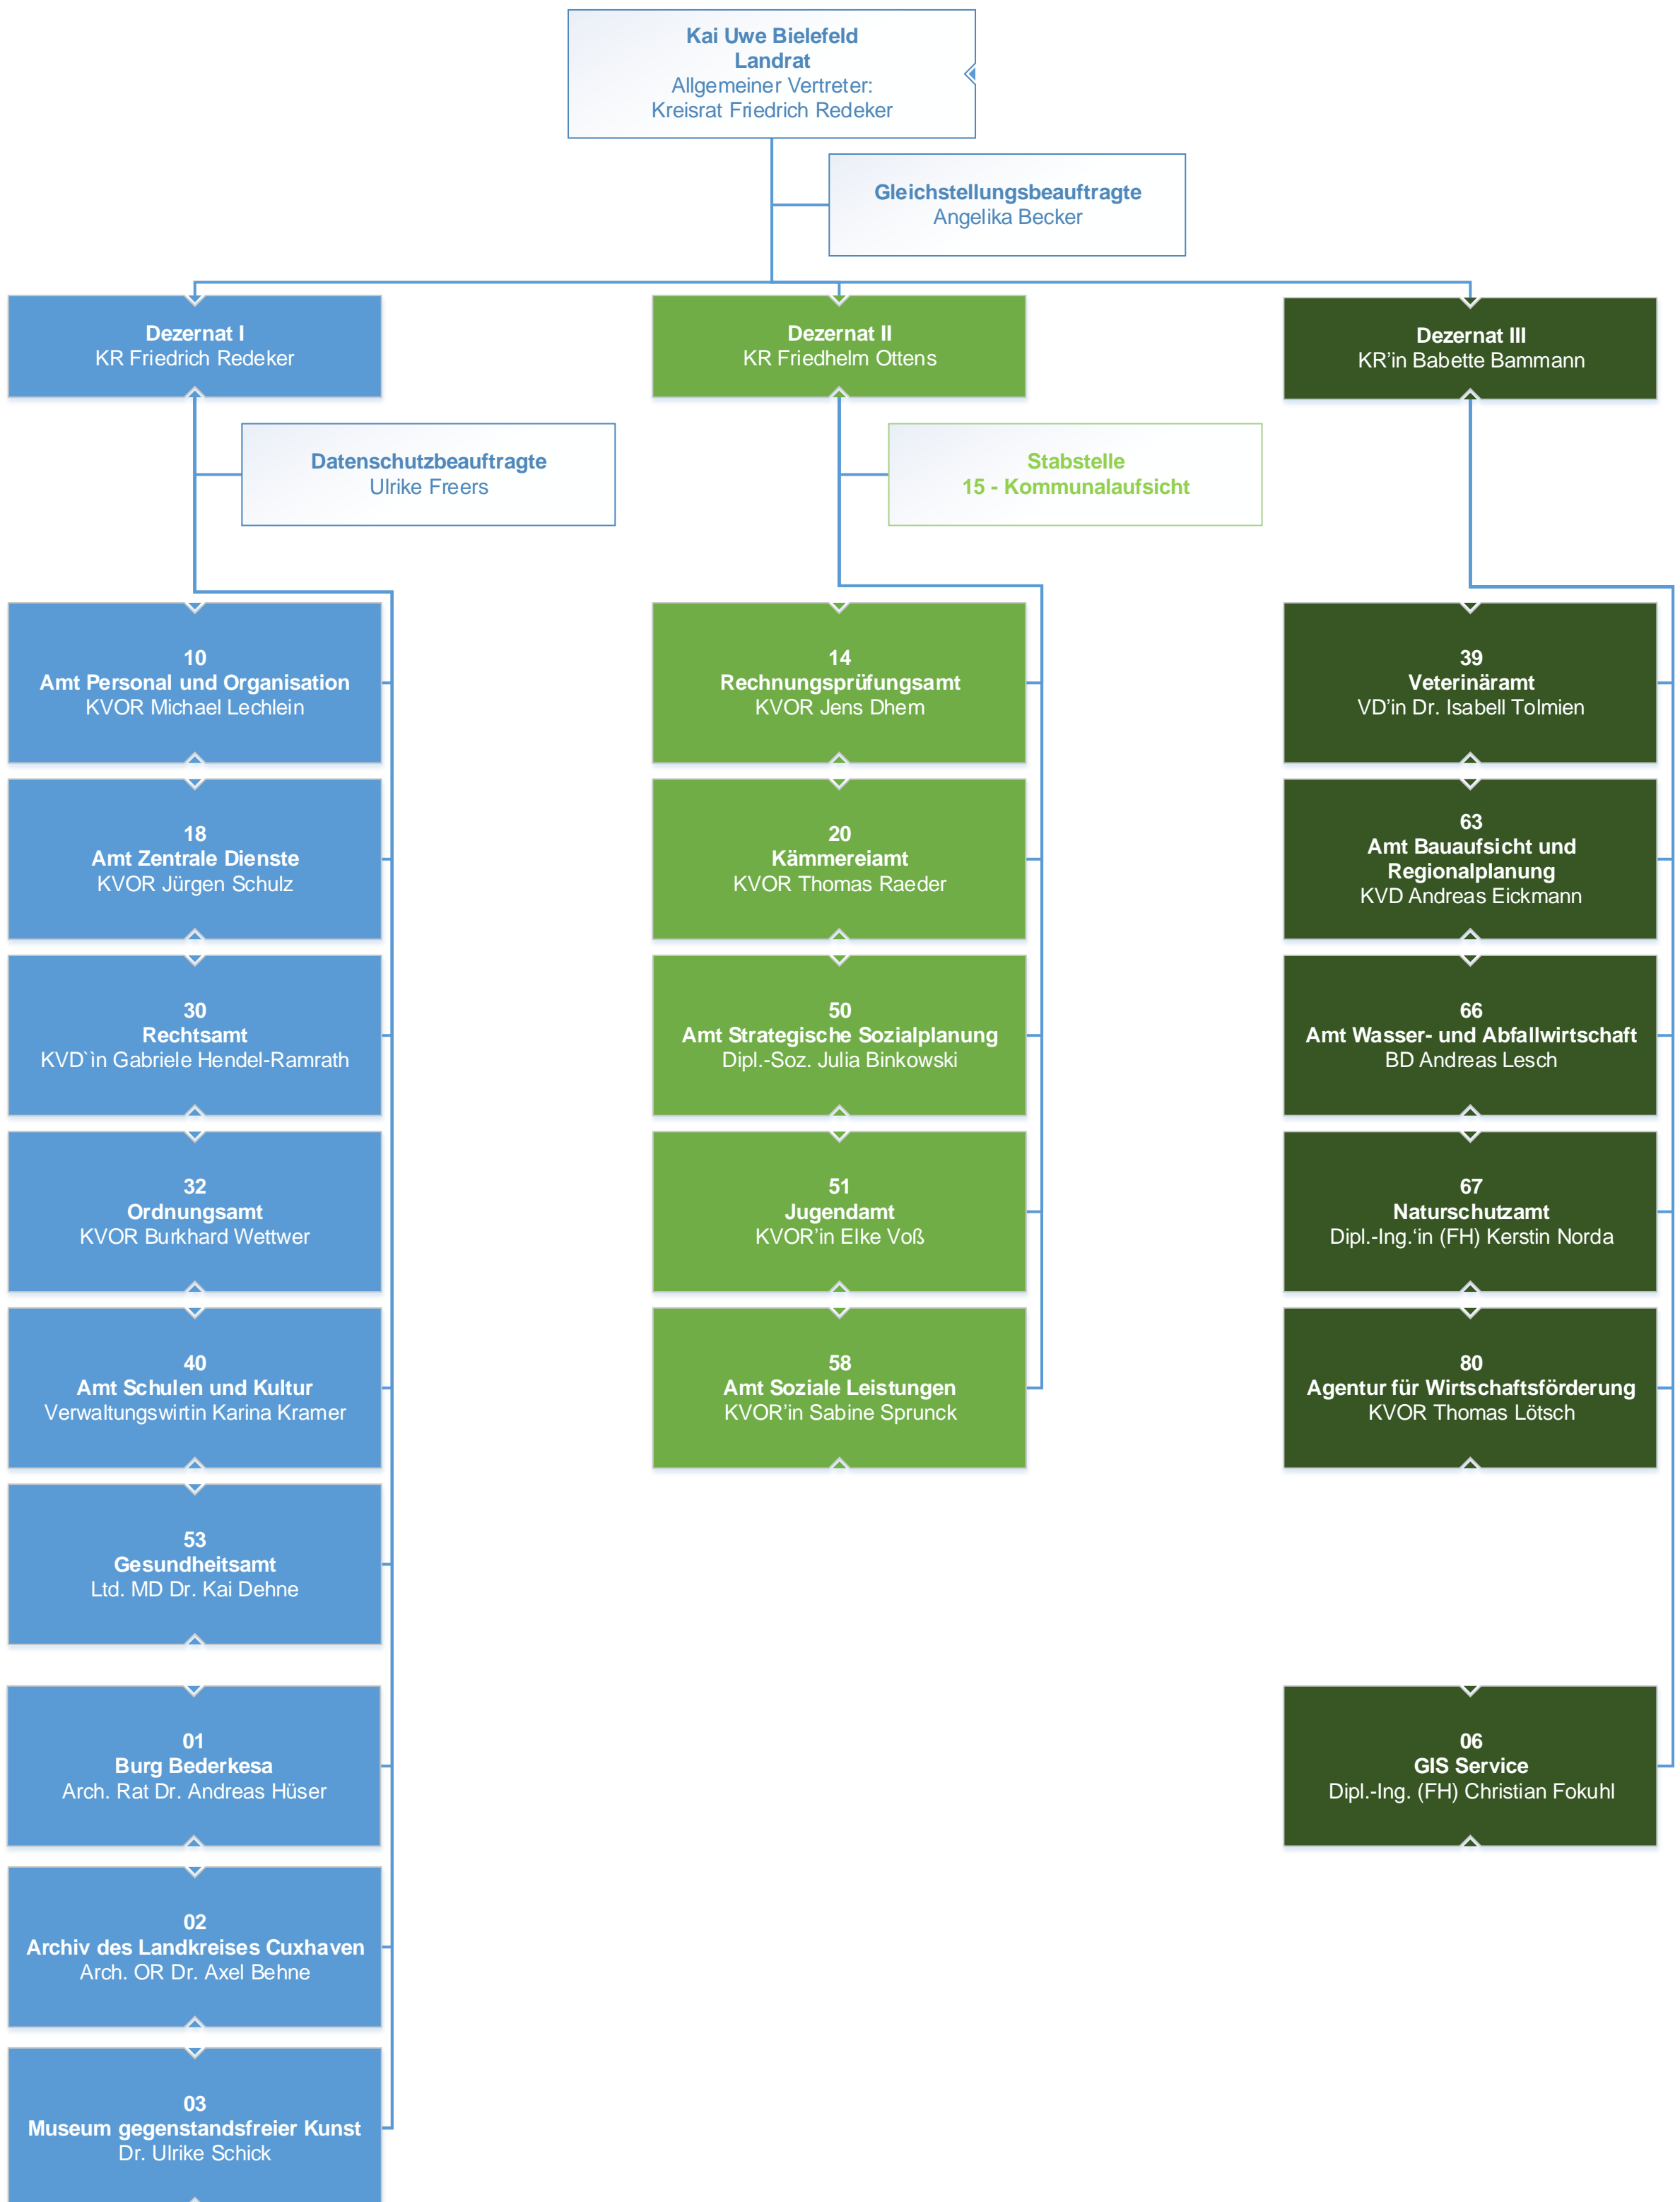 Kai Uwe Bielefeld
Landrat
Allgemeiner Vertreter:
Kreisrat Friedrich Redeker
Gleichstellungsbeauftragte
Angelika Becker
Dezernat I
KR Friedrich Redeker
Dezernat II
KR Friedhelm Ottens
Dezernat III
KR’in Babette Bammann
Datenschutzbeauftragte
Ulrike Freers
Stabstelle
15 - Kommunalaufsicht
10
Amt Personal und Organisation
KVOR Michael Lechlein
18
Amt Zentrale Dienste
KVOR Jürgen Schulz
30
Rechtsamt
KVD`ìn Gabriele Hendel-Ramrath
32
Ordnungsamt
KVOR Burkhard Wettwer
40
Amt Schulen und Kultur
Verwaltungswirtin Karina Kramer
53
Gesundheitsamt
Ltd. MD Dr. Kai Dehne
01
Burg Bederkesa
Arch. Rat Dr. Andreas Hüser
02
Archiv des Landkreises Cuxhaven
Arch. OR Dr. Axel Behne
03
Museum gegenstandsfreier Kunst
Dr. Ulrike Schick
14
Rechnungsprüfungsamt
KVOR Jens Dhem
20
Kämmereiamt
KVOR Thomas Raeder
50
Amt Strategische Sozialplanung
Dipl.-Soz. Julia Binkowski
51
Jugendamt
KVOR’in Elke Voß
58
Amt Soziale Leistungen
KVOR’in Sabine Sprunck
39
Veterinäramt
VD’in Dr. Isabell Tolmien
63
Amt Bauaufsicht und
Regionalplanung
KVD Andreas Eickmann
66
Amt Wasser- und Abfallwirtschaft
BD Andreas Lesch
67
Naturschutzamt
Dipl.-Ing.‘in (FH) Kerstin Norda
80
Agentur für Wirtschaftsförderung
KVOR Thomas Lötsch
06
GIS Service
Dipl.-Ing. (FH) Christian Fokuhl